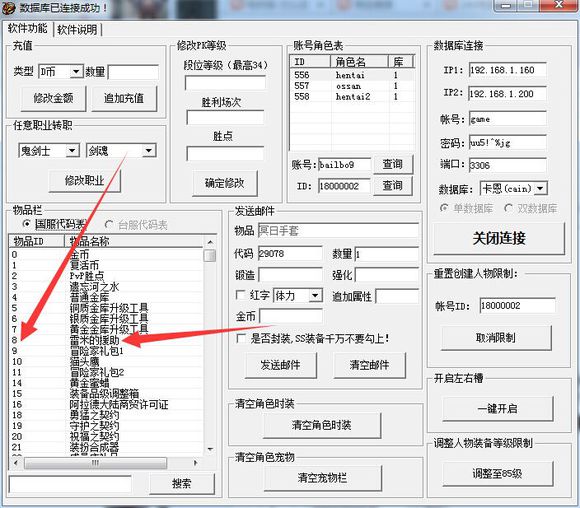 数据库已连接成功！
软件功能 软件说明
充值
类型 D币 数量
修改金额 追加充值
任意职业转职
鬼剑士 剑魂
修改职业
修改PK等级
段位等级（最高34）
胜利场次
胜点
确定修改
账号角色表
ID 角色名 库
556 hentai 1
557 ossan 1
558 hentai2 1
账号: bailbo9 查询
ID: 18000002 查询
数据库连接
IP1: 192.168.1.160
IP2: 192.168.1.200
帐号: game
密码: uu5!^%jg
端口: 3306
数据库: 卡恩(cain)
单数据库 双数据库
关闭连接
物品栏
国服代码表 台服代码表
物品ID 物品名称
0 金币
1 复活币
2 PwP胜点
3 遗忘河之水
4 普通金库
5 铜质金库升级工具
6 银质金库升级工具
7 黄金金库升级工具
8 雷米的援助
9 冒险家礼包1
10 猫头鹰
11 冒险家礼包2
14 黄金蜜蜡
15 装备品级调整箱
16 阿拉德大陆商贸许可证
18 勇猛之契约
19 守护之契约
20 祝福之契约
21 装扮合成器
搜索
发送邮件
物品 冥日手套
代码 29078 数量 1
锻造 强化
红字 体力 追加属性
金币
是否封装,SS装备千万不要勾上！
发送邮件 清空邮件
清空角色时装
清空角色时装
清空角色宠物
清空宠物栏
重置创建人物限制:
帐号ID: 18000002
取消限制
开启左右槽
一键开启
调整人物装备等级限制
调整至85级